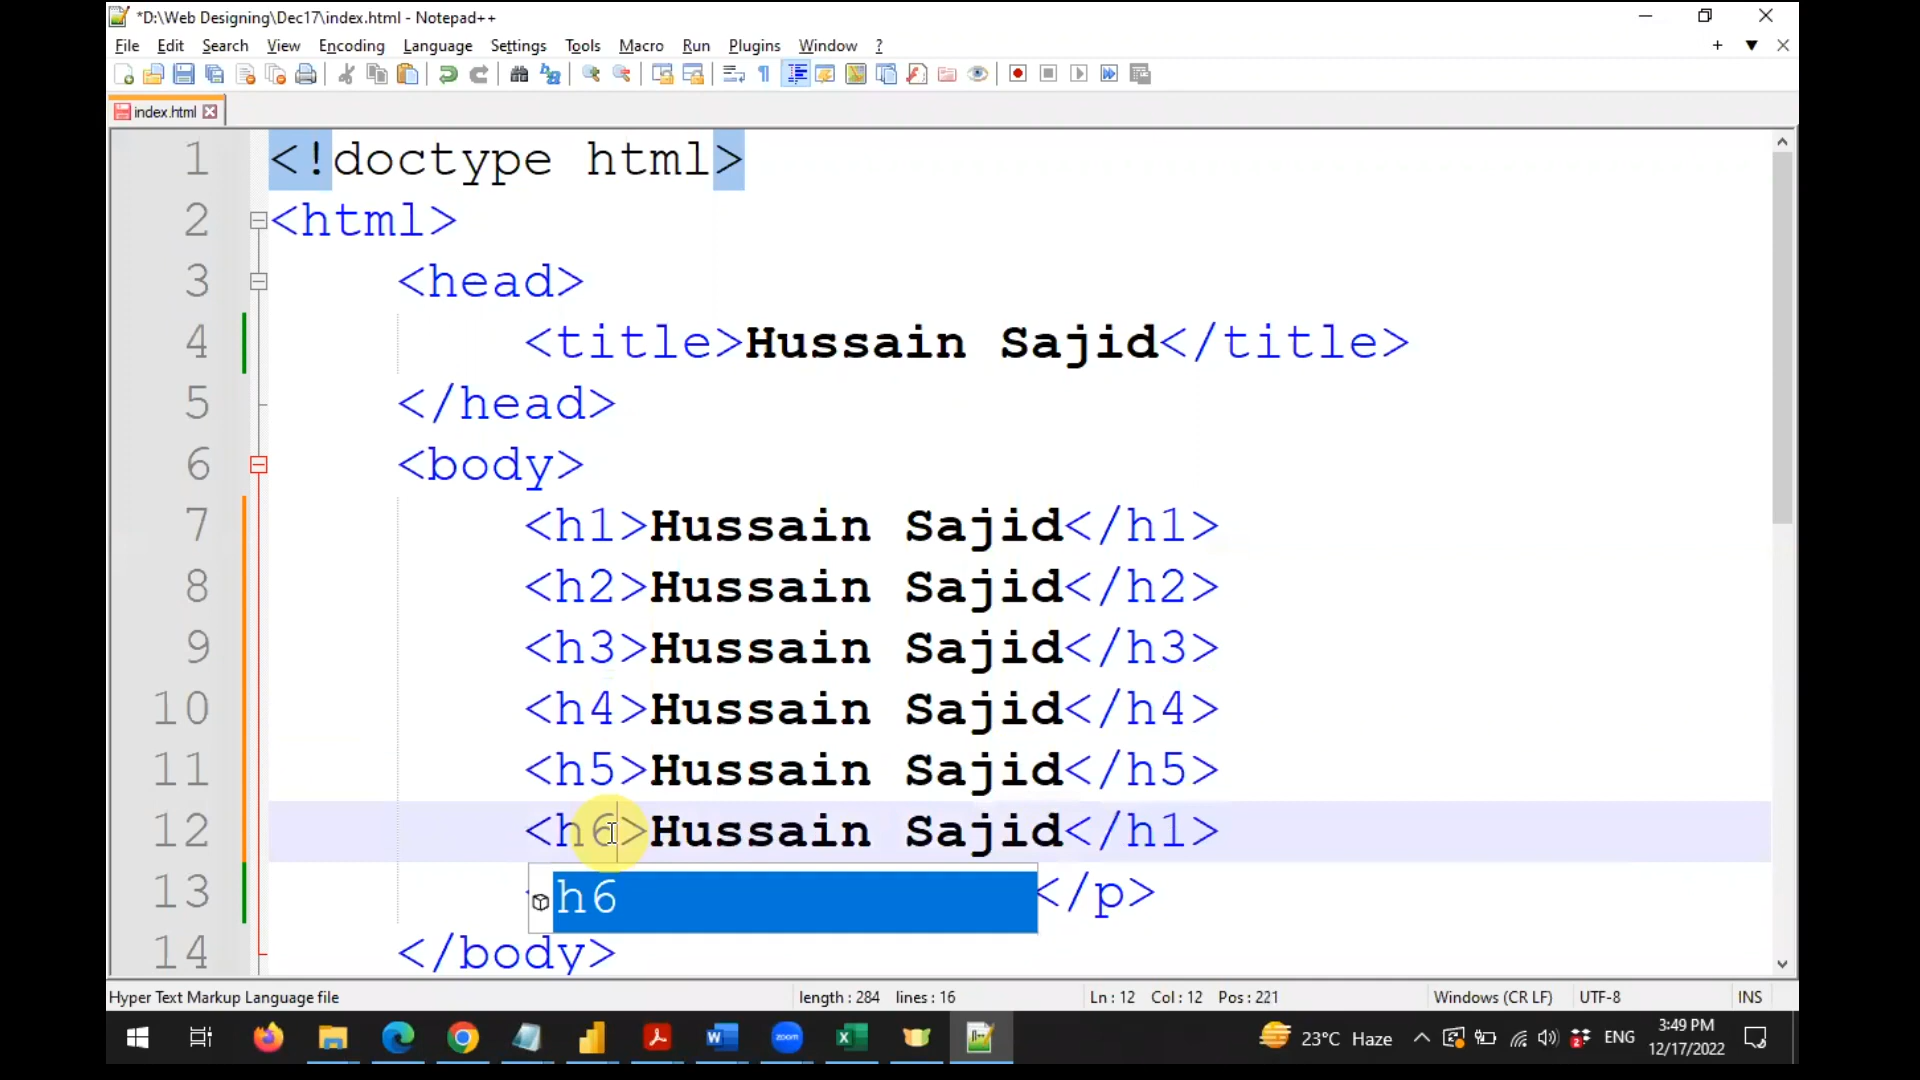 *D:\Web Designing\Dec17\index.html - Notepad++
File Edit Search View Encoding Language Settings Tools Macro Run Plugins Window ?
index.html
1 <!doctype html>
2 <html>
3 <head>
4 <title>Hussain Sajid</title>
5 </head>
6 <body>
7 <h1>Hussain Sajid</h1>
8 <h2>Hussain Sajid</h2>
9 <h3>Hussain Sajid</h3>
10 <h4>Hussain Sajid</h4>
11 <h5>Hussain Sajid</h5>
12 <h6>Hussain Sajid</h1>
h6
13 </p>
14 </body>
Hyper Text Markup Language file length : 284 lines : 16 Ln : 12 Col : 12 Pos : 221 Windows (CR LF) UTF-8 INS
zoom 23°C Haze 2 ENG 3:49 PM
12/17/2022